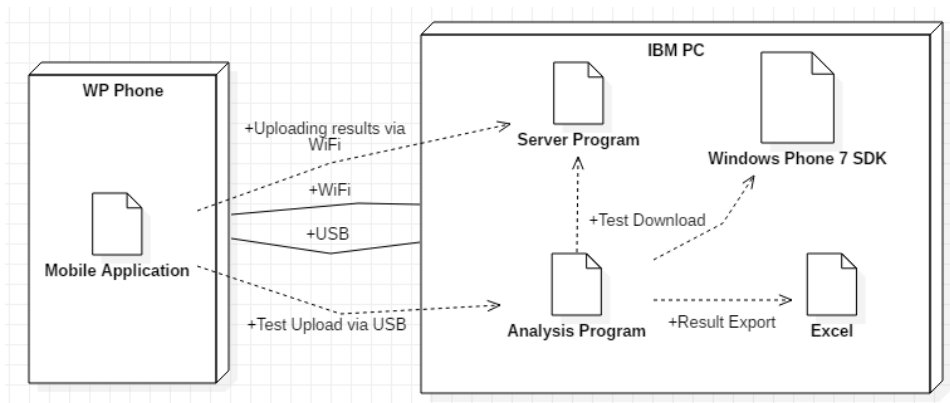 IBM PC
WP Phone
+Uploading results via
WiFi
Server Program
Windows Phone 7 SDK
+WiFi
+Test Download
+USB
Mobile Application
+Test Upload via USB
Analysis Program
+Result Export
Excel